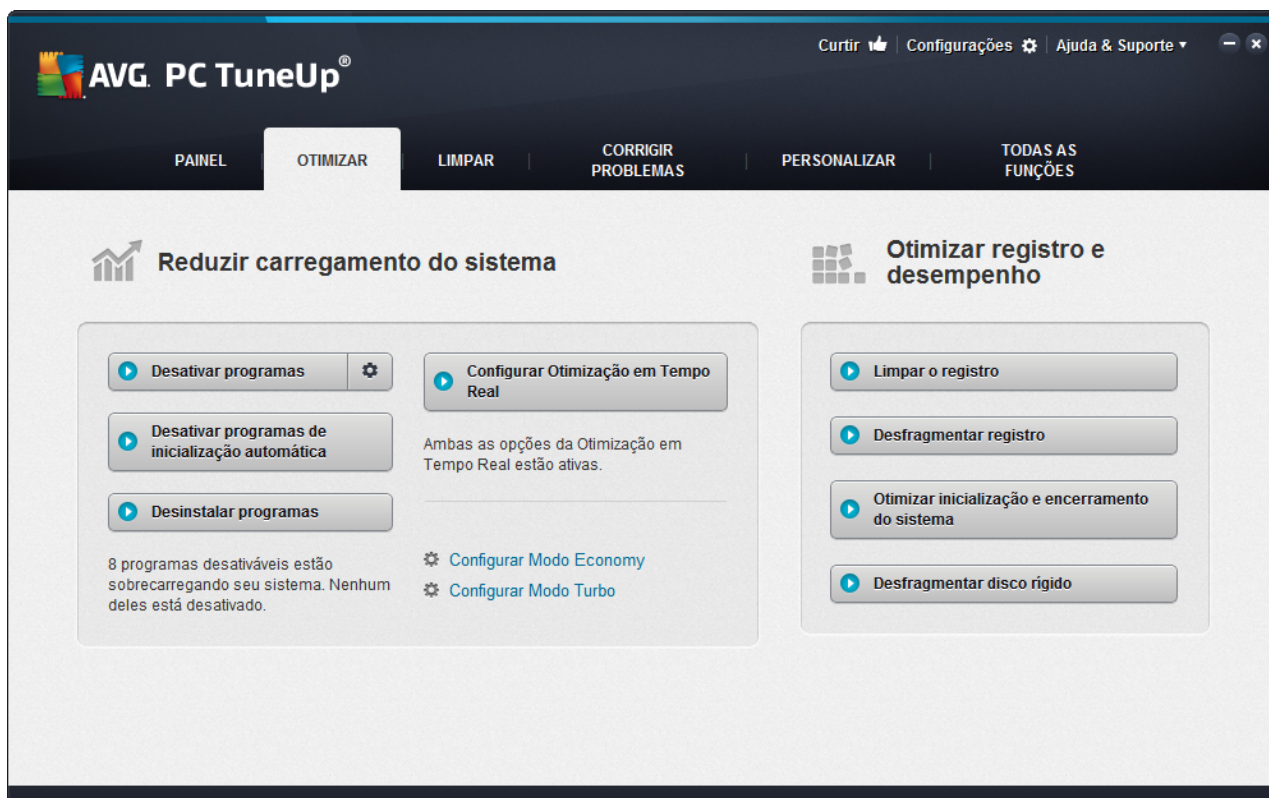 Curtir
Configurações
Ajuda & Suporte
AVG. PC TuneUp®
PAINEL
OTIMIZAR
LIMPAR
CORRIGIR
PROBLEMAS
PERSONALIZAR
TODAS AS
FUNÇÕES
Reduzir carregamento do sistema
Desativar programas
Desativar programas de
inicialização automática
Desinstalar programas
8 programas desativáveis estão
sobrecarregando seu sistema. Nenhum
deles está desativado.
Configurar Otimização em Tempo
Real
Ambas as opções da Otimização em
Tempo Real estão ativas.
Configurar Modo Economy
Configurar Modo Turbo
Otimizar registro e
desempenho
Limpar o registro
Desfragmentar registro
Otimizar inicialização e encerramento
do sistema
Desfragmentar disco rígido